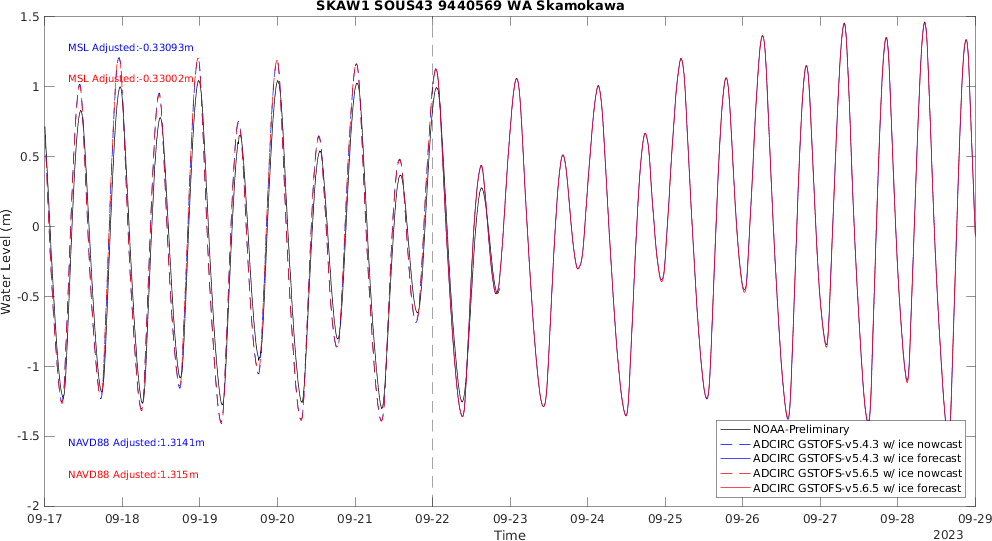 SKAW1 SOUS43 9440569 WA Skamokawa
1.5
1
0.5
0
-0.5
-1
-1.5
-2
Water Level (m)
MSL Adjusted:-0.33093m
MSL Adjusted:-0.33002m
NAVD88 Adjusted:1.3141m
NAVD88 Adjusted:1.315m
NOAA-Preliminary
ADCIRC GSTOFS-v5.4.3 w/ ice nowcast
ADCIRC GSTOFS-v5.4.3 w/ ice forecast
ADCIRC GSTOFS-v5.6.5 w/ ice nowcast
ADCIRC GSTOFS-v5.6.5 w/ ice forecast
09-17 09-18 09-19 09-20 09-21 09-22 09-23 09-24 09-25 09-26 09-27 09-28 09-29
Time
2023